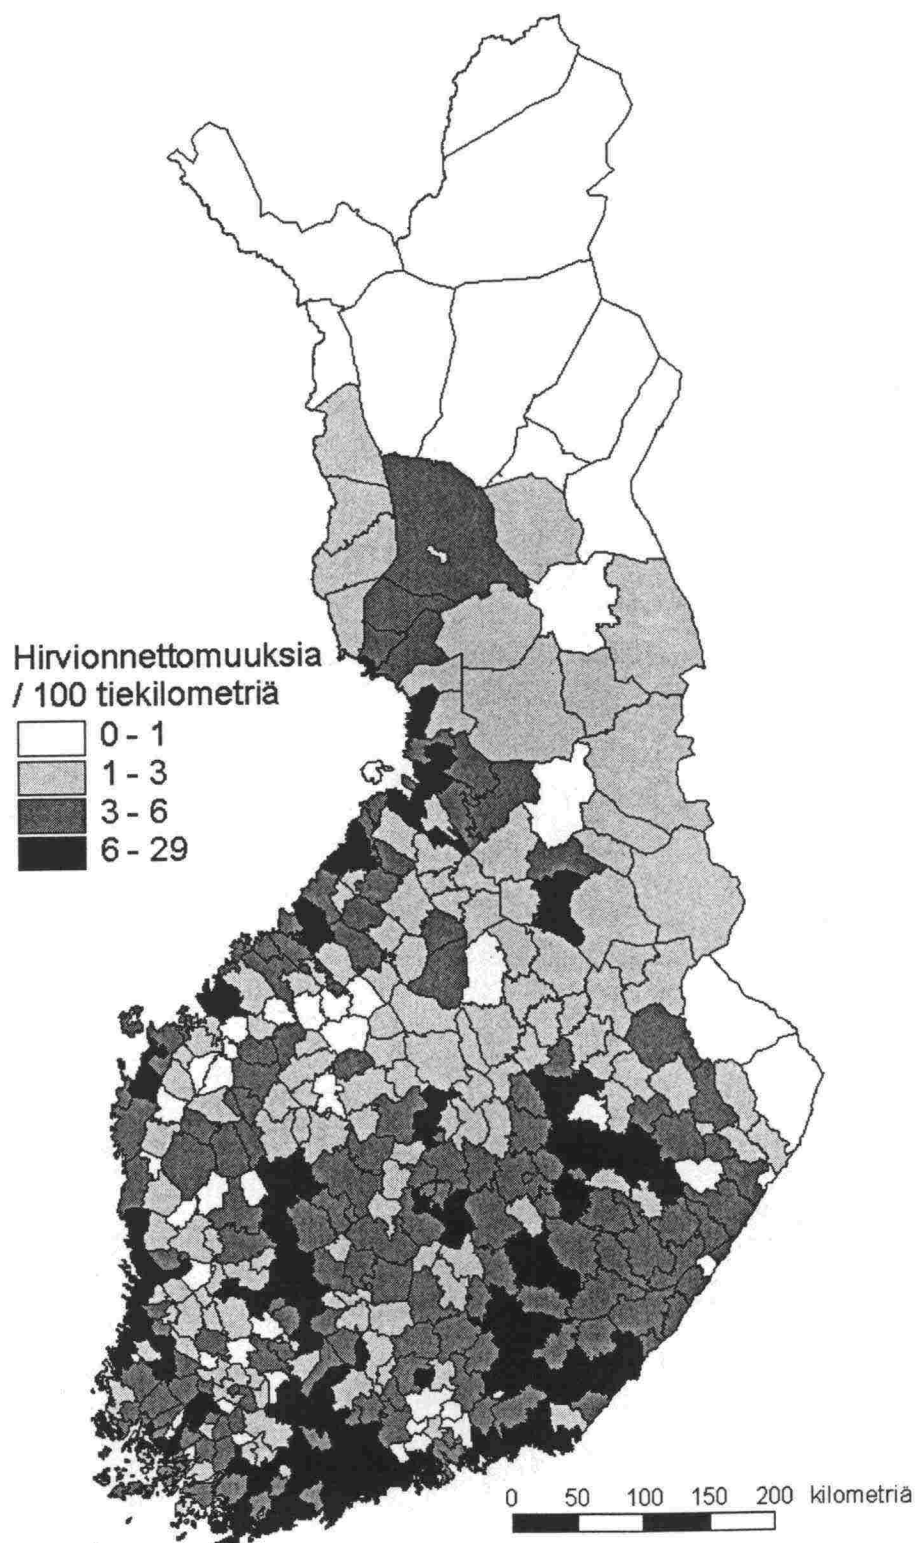 Hirvionnettomuuksia
/ 100 tiekilometriä
0 - 1
1 - 3
3 - 6
6 - 29
0 50 100 150 200 kilometriä